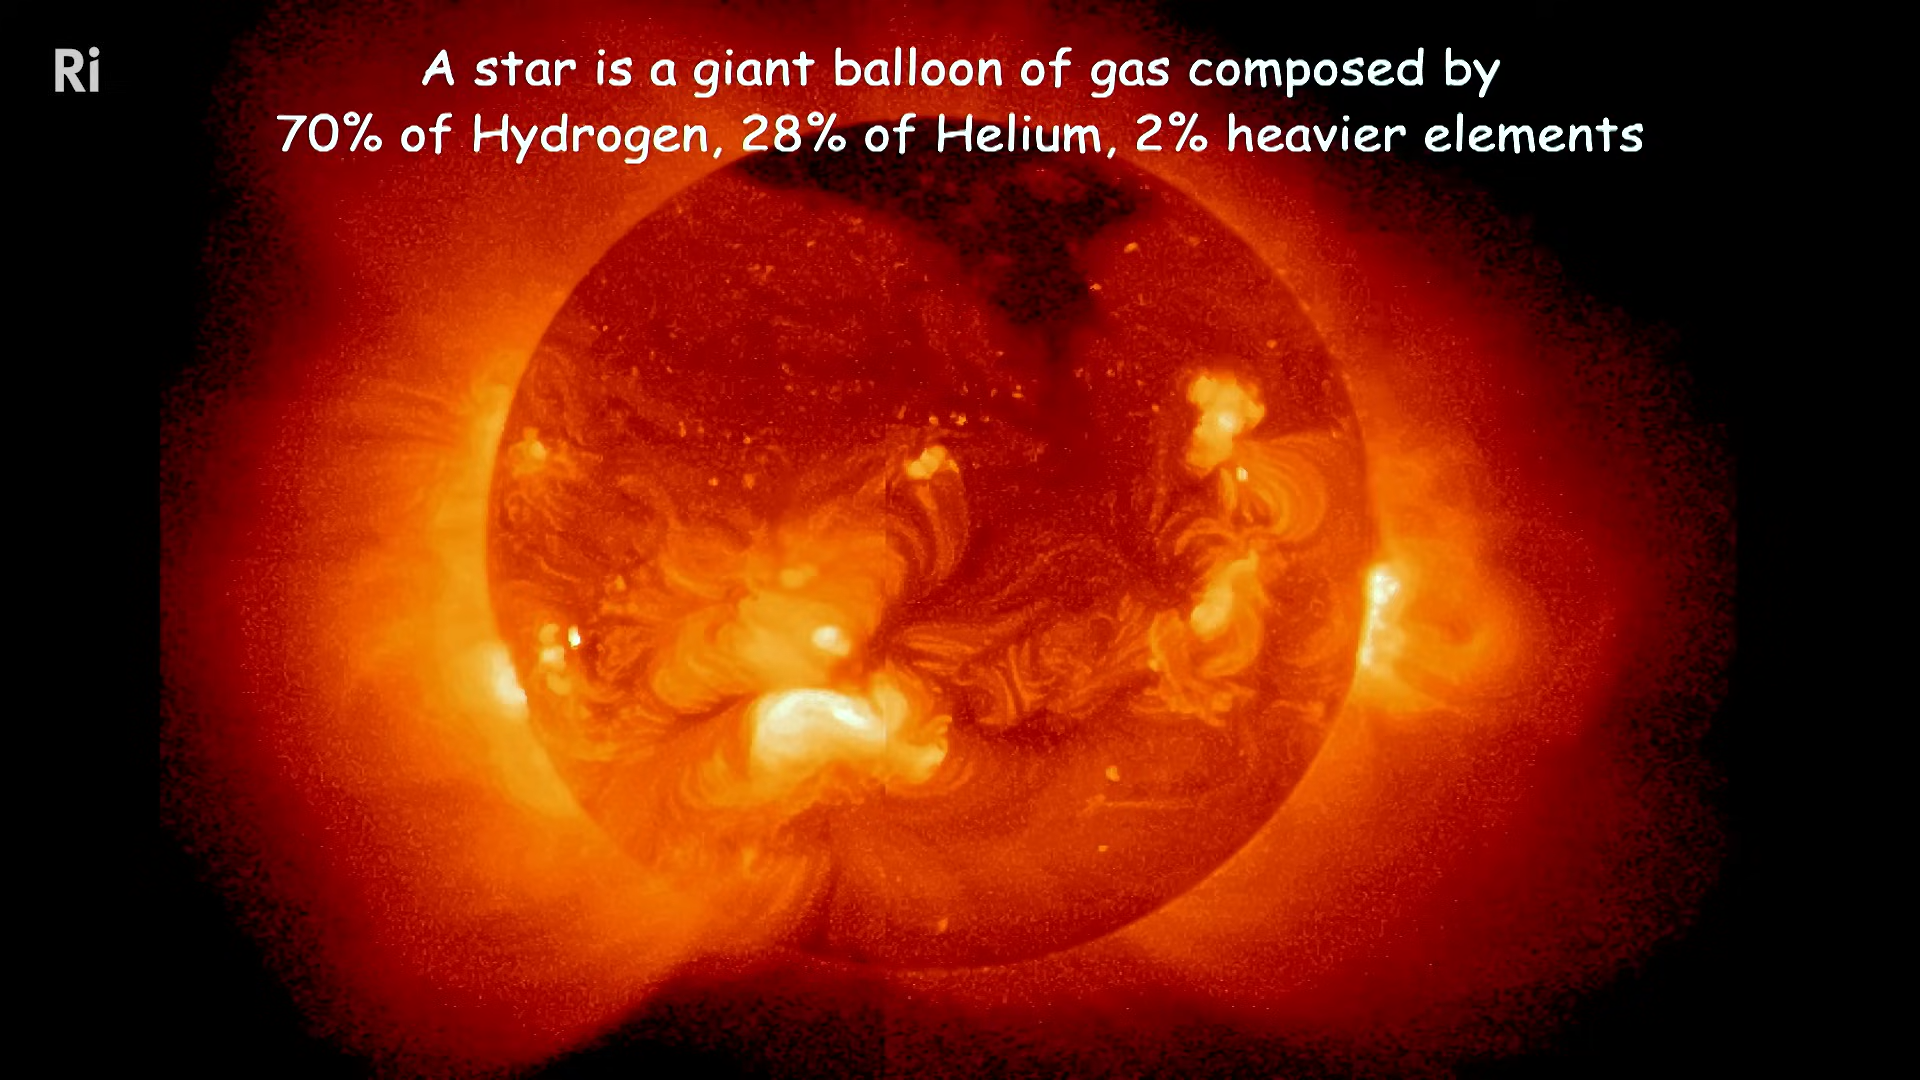 Ri
A star is a giant balloon of gas composed by
70% of Hydrogen, 28% of Helium, 2% heavier elements